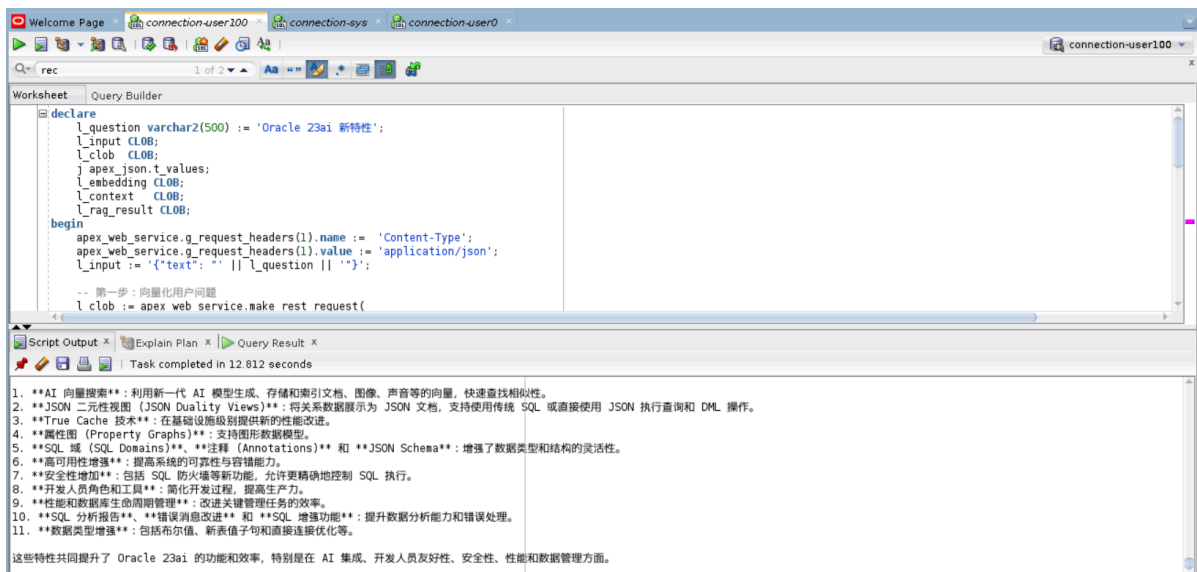 Welcome Page × connection-user100 × connection-sys × connection-user0 ×
connection-user100
rec 1 of 2 Aa “” .* x
Worksheet Query Builder
declare
l_question varchar2(500) := 'Oracle 23ai 新特性';
l_input CLOB;
l_clob CLOB;
j apex_json.t_values;
l_embedding CLOB;
l_context CLOB;
l_rag_result CLOB;
begin
apex_web_service.g_request_headers(1).name := 'Content-Type';
apex_web_service.g_request_headers(1).value := 'application/json';
l_input := '{"text": "' || l_question || '"}';
-- 第一步：向量化用户问题
l_clob := apex_web_service.make_rest_request(
Script Output × Explain Plan × Query Result ×
Task completed in 12.812 seconds
1. **AI 向量搜索**：利用新一代 AI 模型生成、存储和索引文档、图像、声音等的向量，快速查找相似性。
2. **JSON 二元性视图 (JSON Duality Views)**：将关系数据展示为 JSON 文档，支持使用传统 SQL 或直接使用 JSON 执行查询和 DML 操作。
3. **True Cache 技术**：在基础设施级别提供新的性能改进。
4. **属性图 (Property Graphs)**：支持图形数据模型。
5. **SQL 域 (SQL Domains)**、**注释 (Annotations)** 和 **JSON Schema**：增强了数据类型和结构的灵活性。
6. **高可用性增强**：提高系统的可靠性与容错能力。
7. **安全性增加**：包括 SQL 防火墙等新功能，允许更精确地控制 SQL 执行。
8. **开发人员角色和工具**：简化开发过程，提高生产力。
9. **性能和数据库生命周期管理**：改进关键管理任务的效率。
10. **SQL 分析报告**、**错误消息改进** 和 **SQL 增强功能**：提升数据分析能力和错误处理。
11. **数据类型增强**：包括布尔值、新表值子句和直接连接优化等。
这些特性共同提升了 Oracle 23ai 的功能和效率，特别是在 AI 集成、开发人员友好性、安全性、性能和数据管理方面。